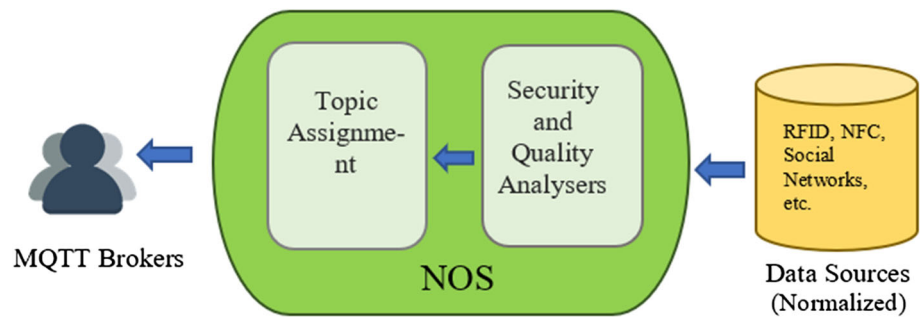 Topic
Assignme-
nt
Security
and
Quality
Analysers
RFID, NFC,
Social
Networks,
etc.
MQTT Brokers
NOS
Data Sources
(Normalized)